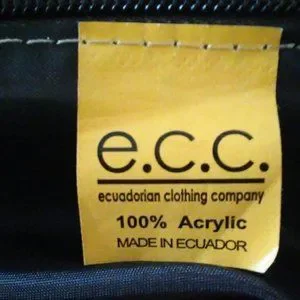 e.c.c.
ecuadorian clothing company
100% Acrylic
MADE IN ECUADOR